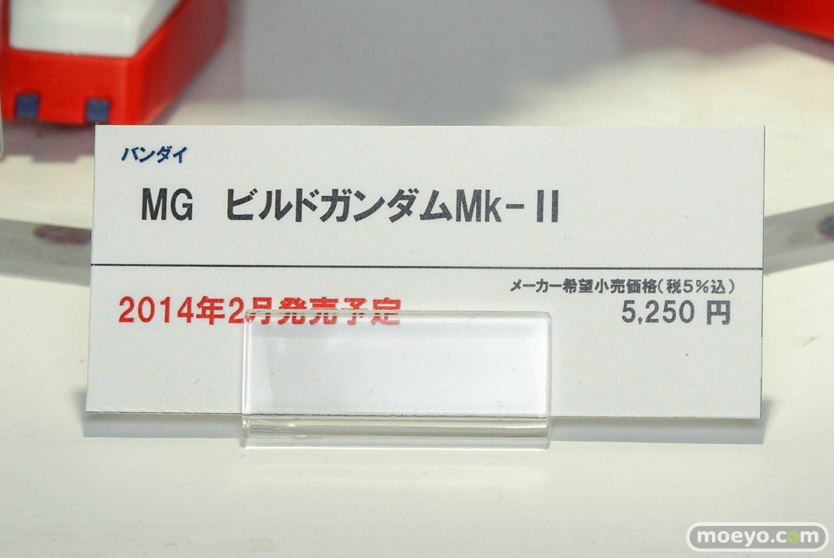 バンダイ
MG ビルドガンダムMk-II
メーカー希望小売価格(税5%込)
2014年2月発売予定
5,250 円
moeyo.com